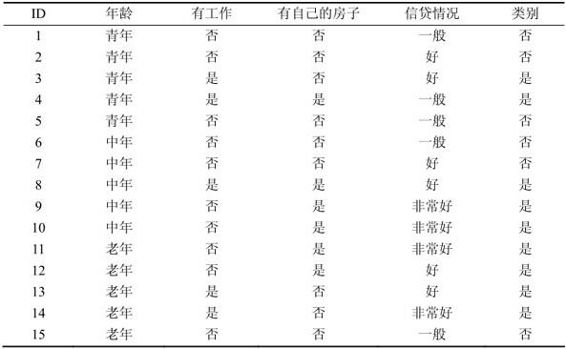 ID 年龄 有工作 有自己的房子 信贷情况 类别
1 青年 否 否 一般 否
2 青年 否 否 好 否
3 青年 是 否 好 是
4 青年 是 是 一般 是
5 青年 否 否 一般 否
6 中年 否 否 一般 否
7 中年 否 否 好 否
8 中年 是 是 好 是
9 中年 否 是 非常好 是
10 中年 否 是 非常好 是
11 老年 否 是 非常好 是
12 老年 否 是 好 是
13 老年 是 否 好 是
14 老年 是 否 非常好 是
15 老年 否 否 一般 否